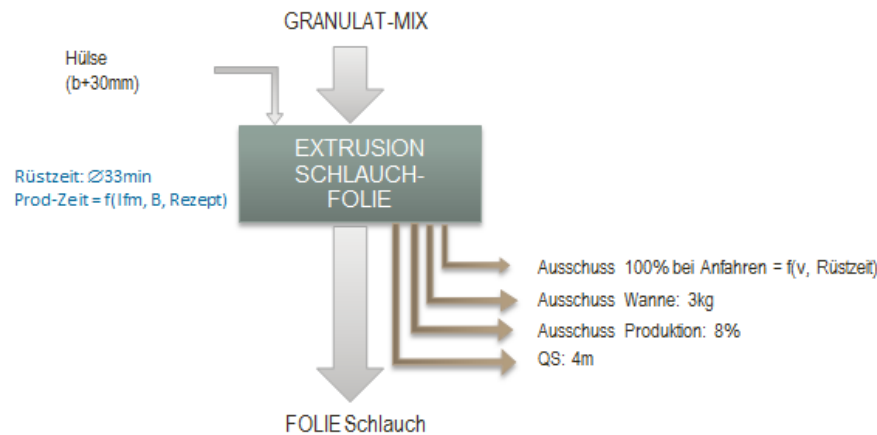 GRANULAT-MIX
Hülse
(b+30mm)
EXTRUSION
SCHLAUCH-
FOLIE
Rüstzeit: ∅33min
Prod-Zeit = f(lfm, B, Rezept)
Ausschuss 100% bei Anfahren = f(v, Rüstzeit)
Ausschuss Wanne: 3kg
Ausschuss Produktion: 8%
QS: 4m
FOLIE Schlauch